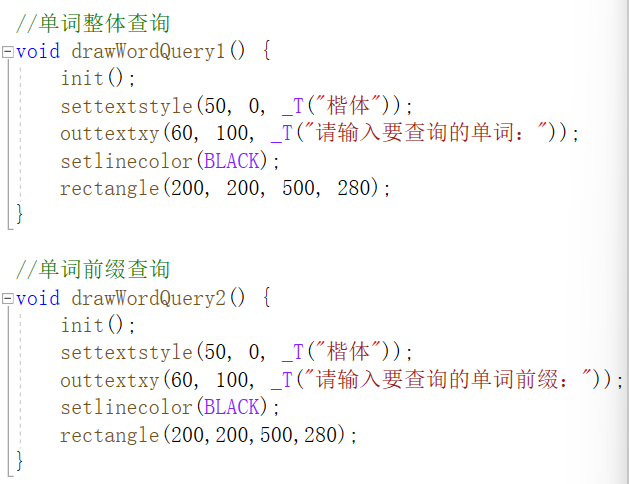 //单词整体查询
void drawWordQuery1() {
    init();
    settextstyle(50, 0, _T("楷体"));
    outtextxy(60, 100, _T("请输入要查询的单词："));
    setlinecolor(BLACK);
    rectangle(200, 200, 500, 280);
}
//单词前缀查询
void drawWordQuery2() {
    init();
    settextstyle(50, 0, _T("楷体"));
    outtextxy(60, 100, _T("请输入要查询的单词前缀："));
    setlinecolor(BLACK);
    rectangle(200,200,500,280);
}